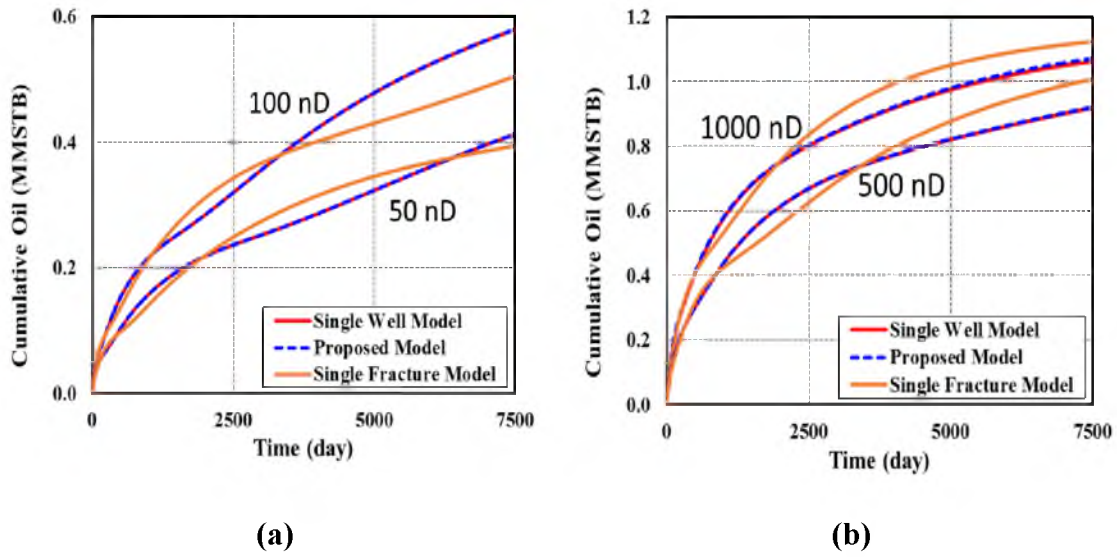 0.6
0.4
0.2
0.0
Cumulative Oil (MMSTB)
100 nD
50 nD
Single Well Model
Proposed Model
Single Fracture Model
0 2500 5000 7500
Time (day)
(a)
1.2
1.0
0.8
0.6
0.4
0.2
0.0
Cumulative Oil (MMSTB)
1000 nD
500 nD
Single Well Model
Proposed Model
Single Fracture Model
0 2500 5000 7500
Time (day)
(b)